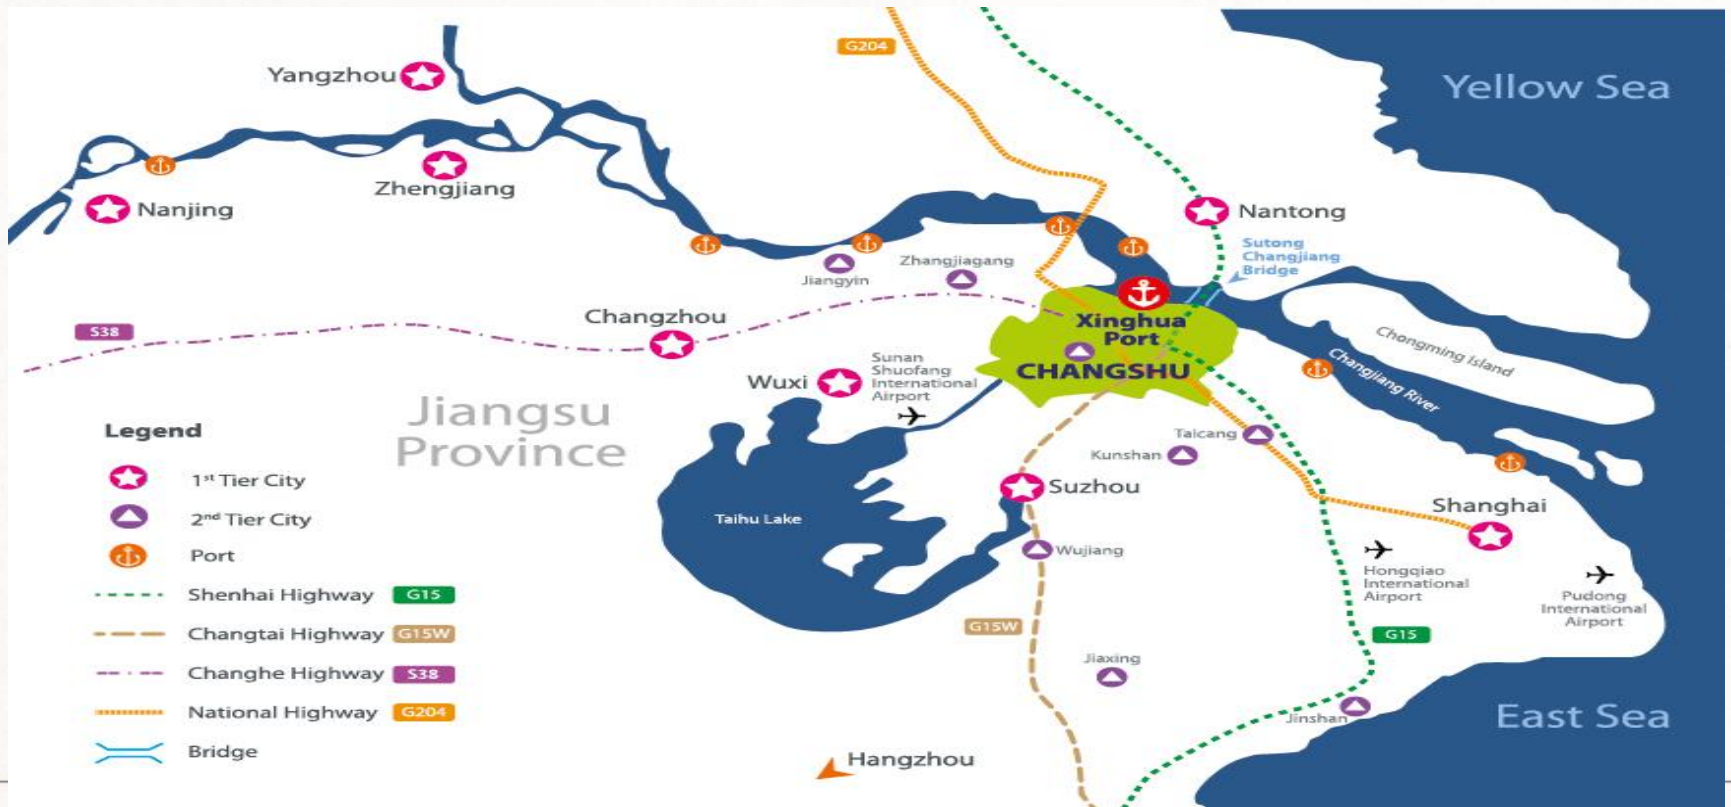 G204
Yellow Sea
Yangzhou
Zhengjiang
Nanjing
Nantong
Sutong
Changjiang
Bridge
Zhangjiagang
Jiangyin
S38
Changzhou
Xinghua
Port
CHANGSHU
Chongming Island
Changjiang River
Wuxi
Sunan
Shuofang
International
Airport
Jiangsu
Province
Legend
1st Tier City
2nd Tier City
Port
Shenhai Highway G15
Changtai Highway G15W
Changhe Highway S38
National Highway G204
Bridge
Taicang
Kunshan
Suzhou
Shanghai
Taihu Lake
Wujiang
Hongqiao
International
Airport
Pudong
International
Airport
G15W
G15
Jiaxing
Jinshan
East Sea
Hangzhou